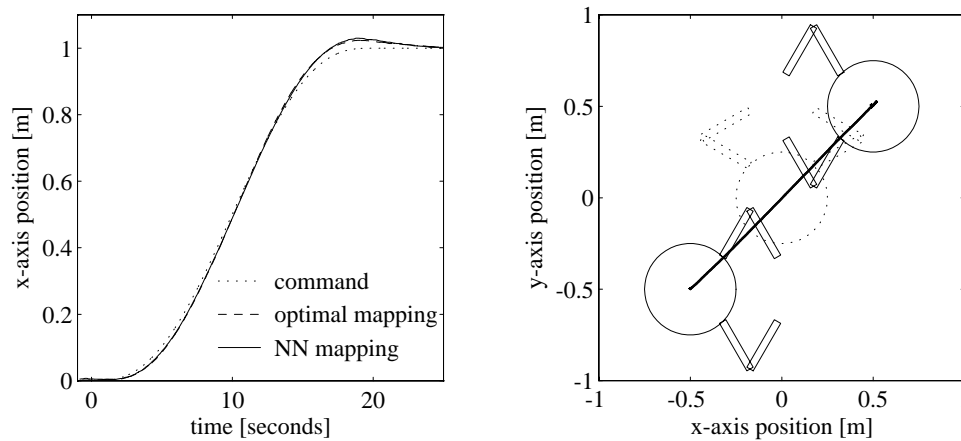 1
0.8
0.6
0.4
0.2
0
x-axis position [m]
command
optimal mapping
NN mapping
0
10
20
time [seconds]
1
0.5
0
-0.5
-1
y-axis position [m]
-1
-0.5
0
0.5
1
x-axis position [m]